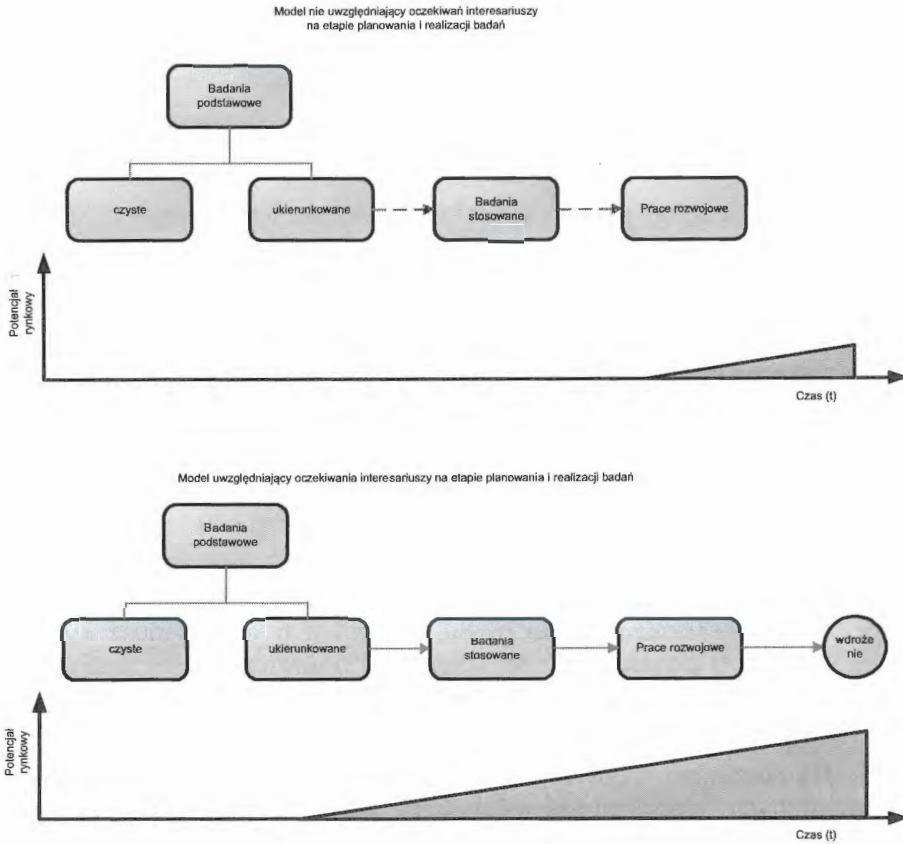 Model nie uwzględniający oczekiwań interesariuszy
na etapie planowania i realizacji badań
Badania
podstawowe
czyste
ukierunkowane
Badania
stosowane
Prace rozwojowe
Potencjał
rynkowy
Czas (t)
Model uwzględniający oczekiwania interesariuszy na etapie planowania i realizacji badań
Badania
podstawowe
czyste
ukierunkowane
Badania
stosowane
Prace rozwojowe
wdroże
nie
Potencjał
rynkowy
Czas (t)